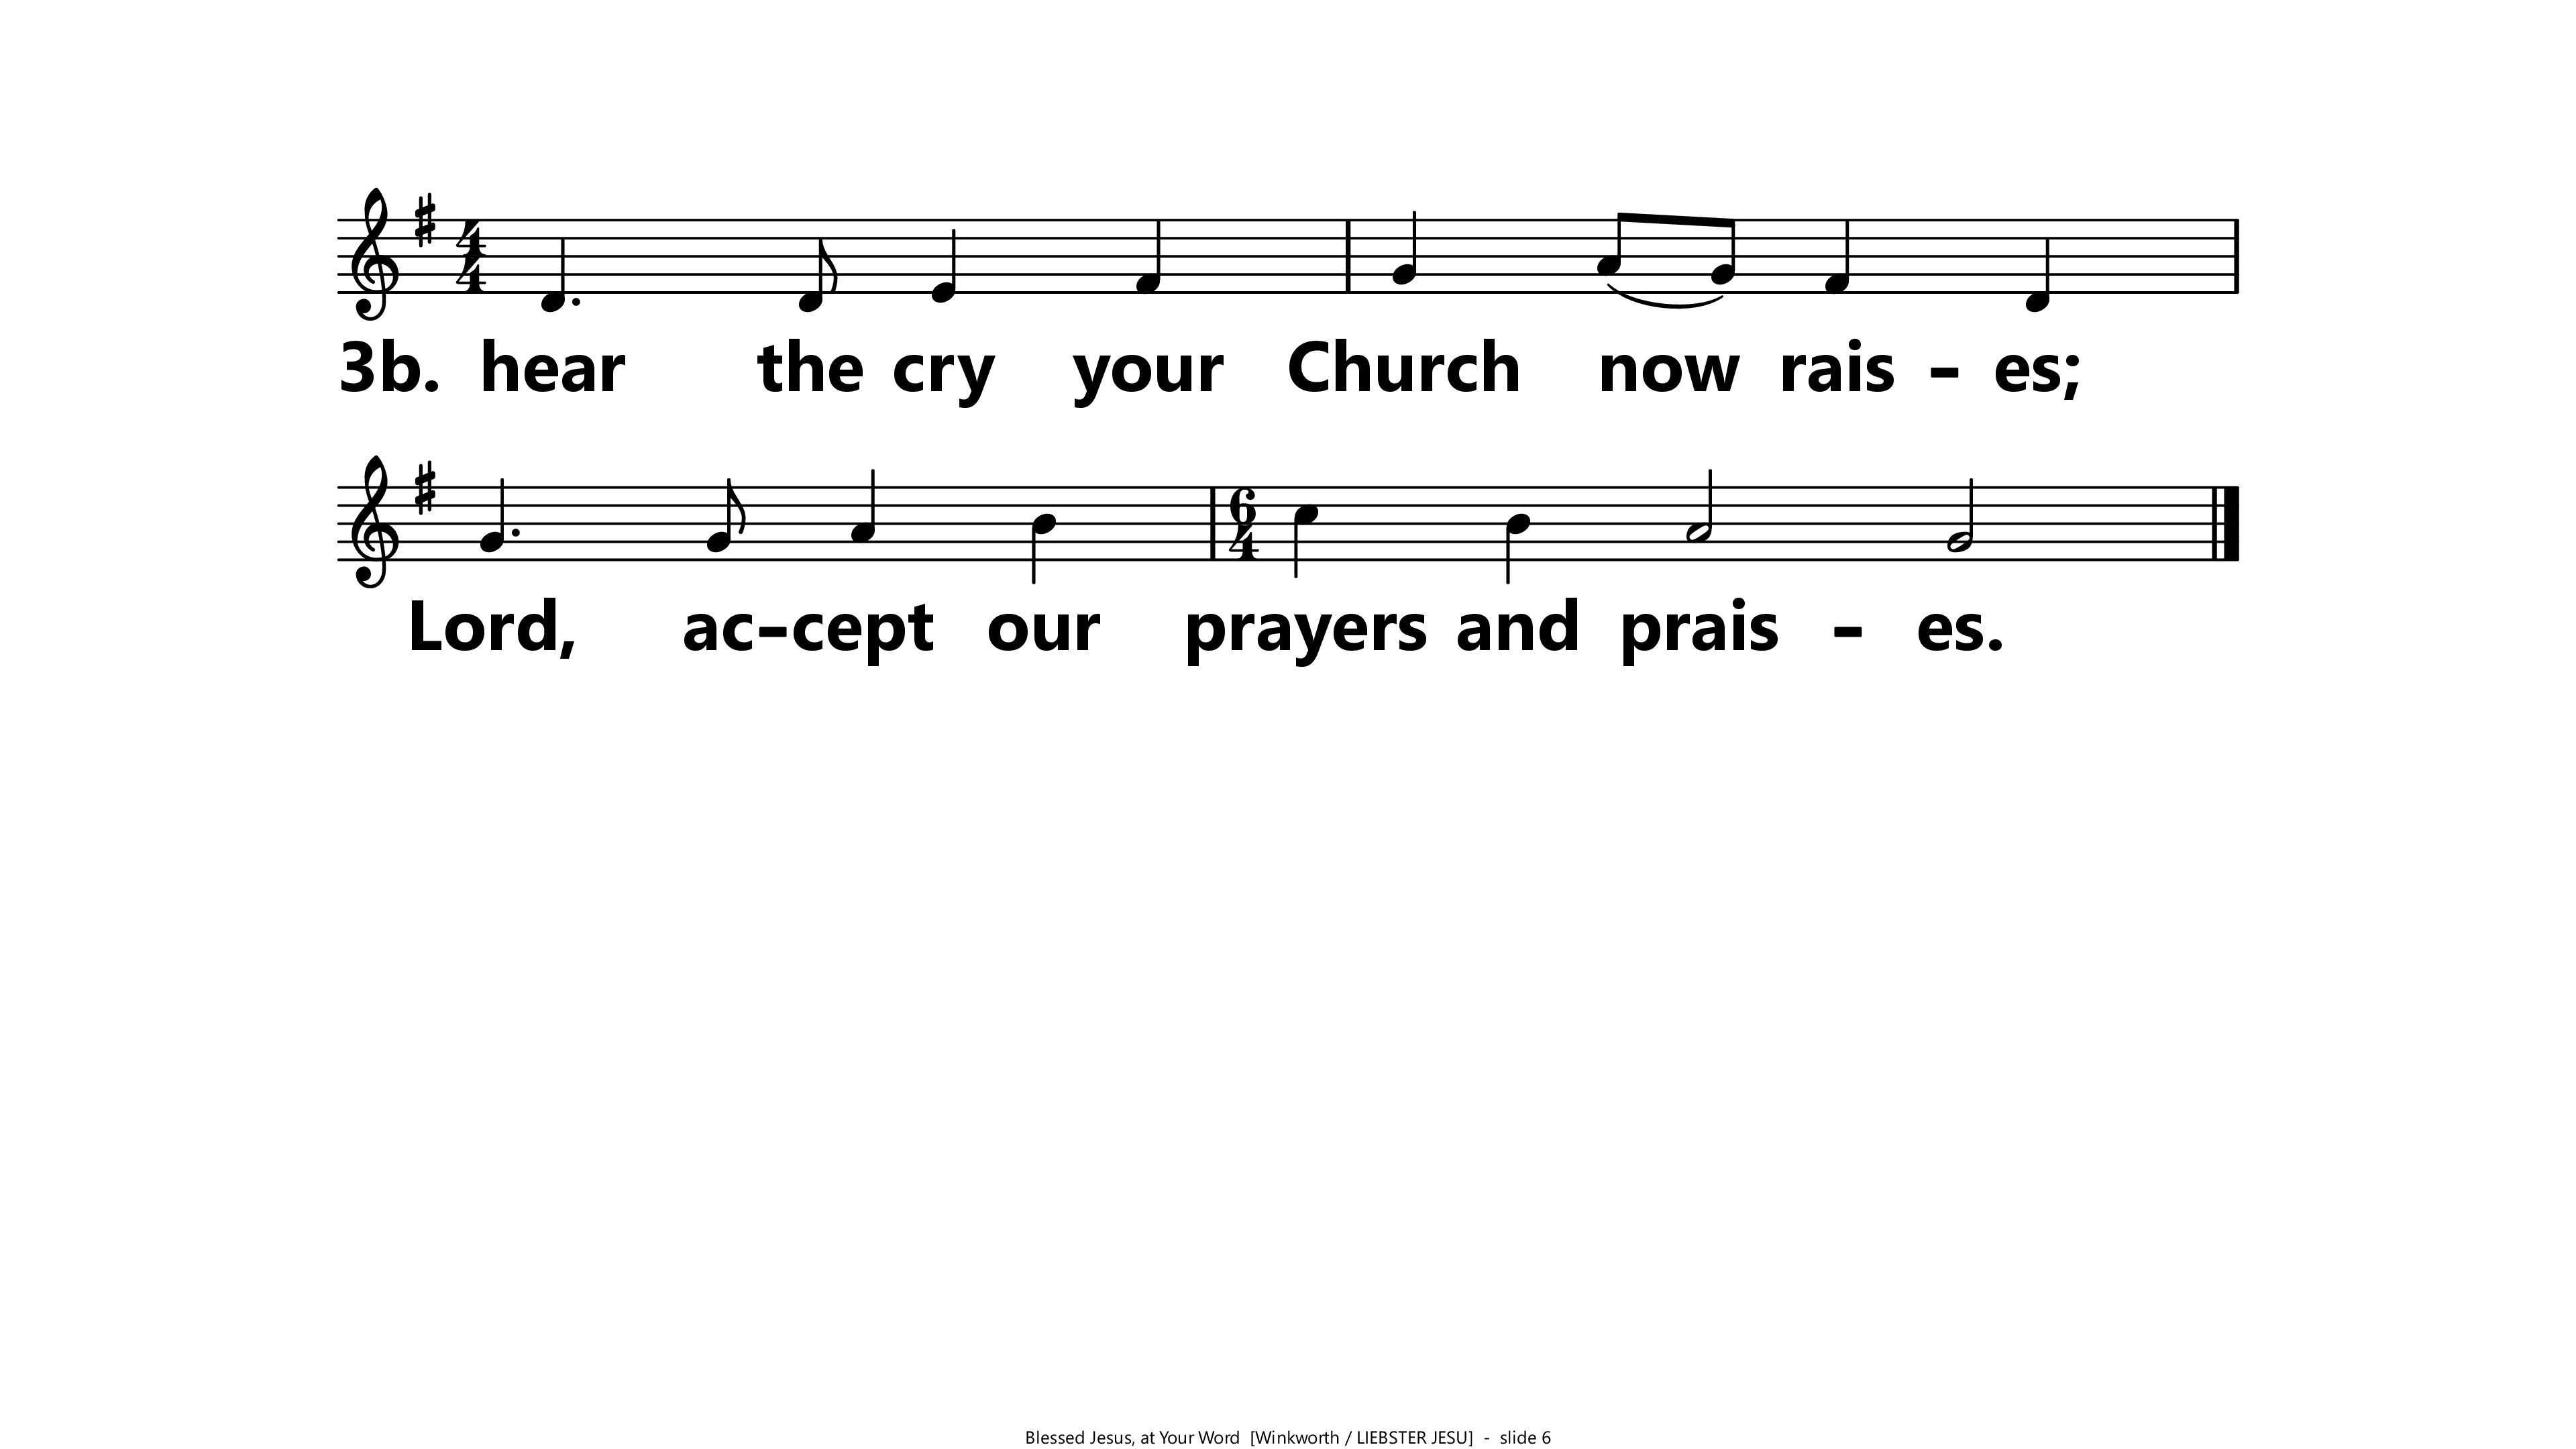 3b. hear the cry your Church now rais - es;
Lord, ac-cept our prayers and prais - es.
Blessed Jesus, at Your Word [Winkworth / LIEBSTER JESU] - slide 6